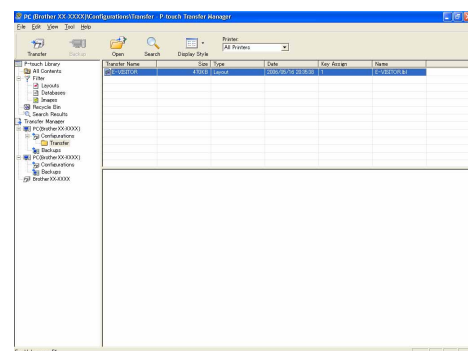 PC (Brother XX-XXXX)\Configurations\Transfer - P-touch Transfer Manager
File Edit View Tool Help
Transfer Backup Open Search Display Style
Printer
All Printers
P-touch Library
All Contents
Filter
Layouts
Databases
Images
Recycle Bin
Search Results
Transfer Manager
PC(Brother XX-XXXX)
Configurations
Transfer
Backups
PC(Brother XX-XXXX)
Configurations
Backups
Brother XX-XXXX
Transfer Name Size Type Date Key Assign Name
E-VISITOR Layout 1 E-VISITOR.lbl